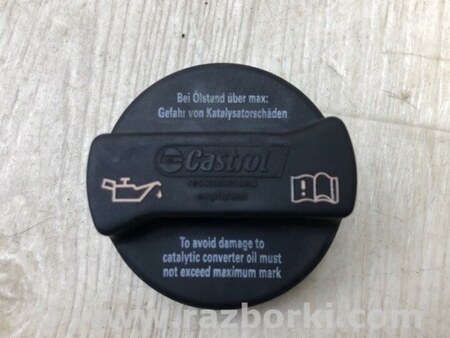 Bei Ölstand über max:
Gefahr von Katalysatorschäden
Castrol
To avoid damage to
catalytic converter oil must
not exceed maximum mark
www.razborki.com